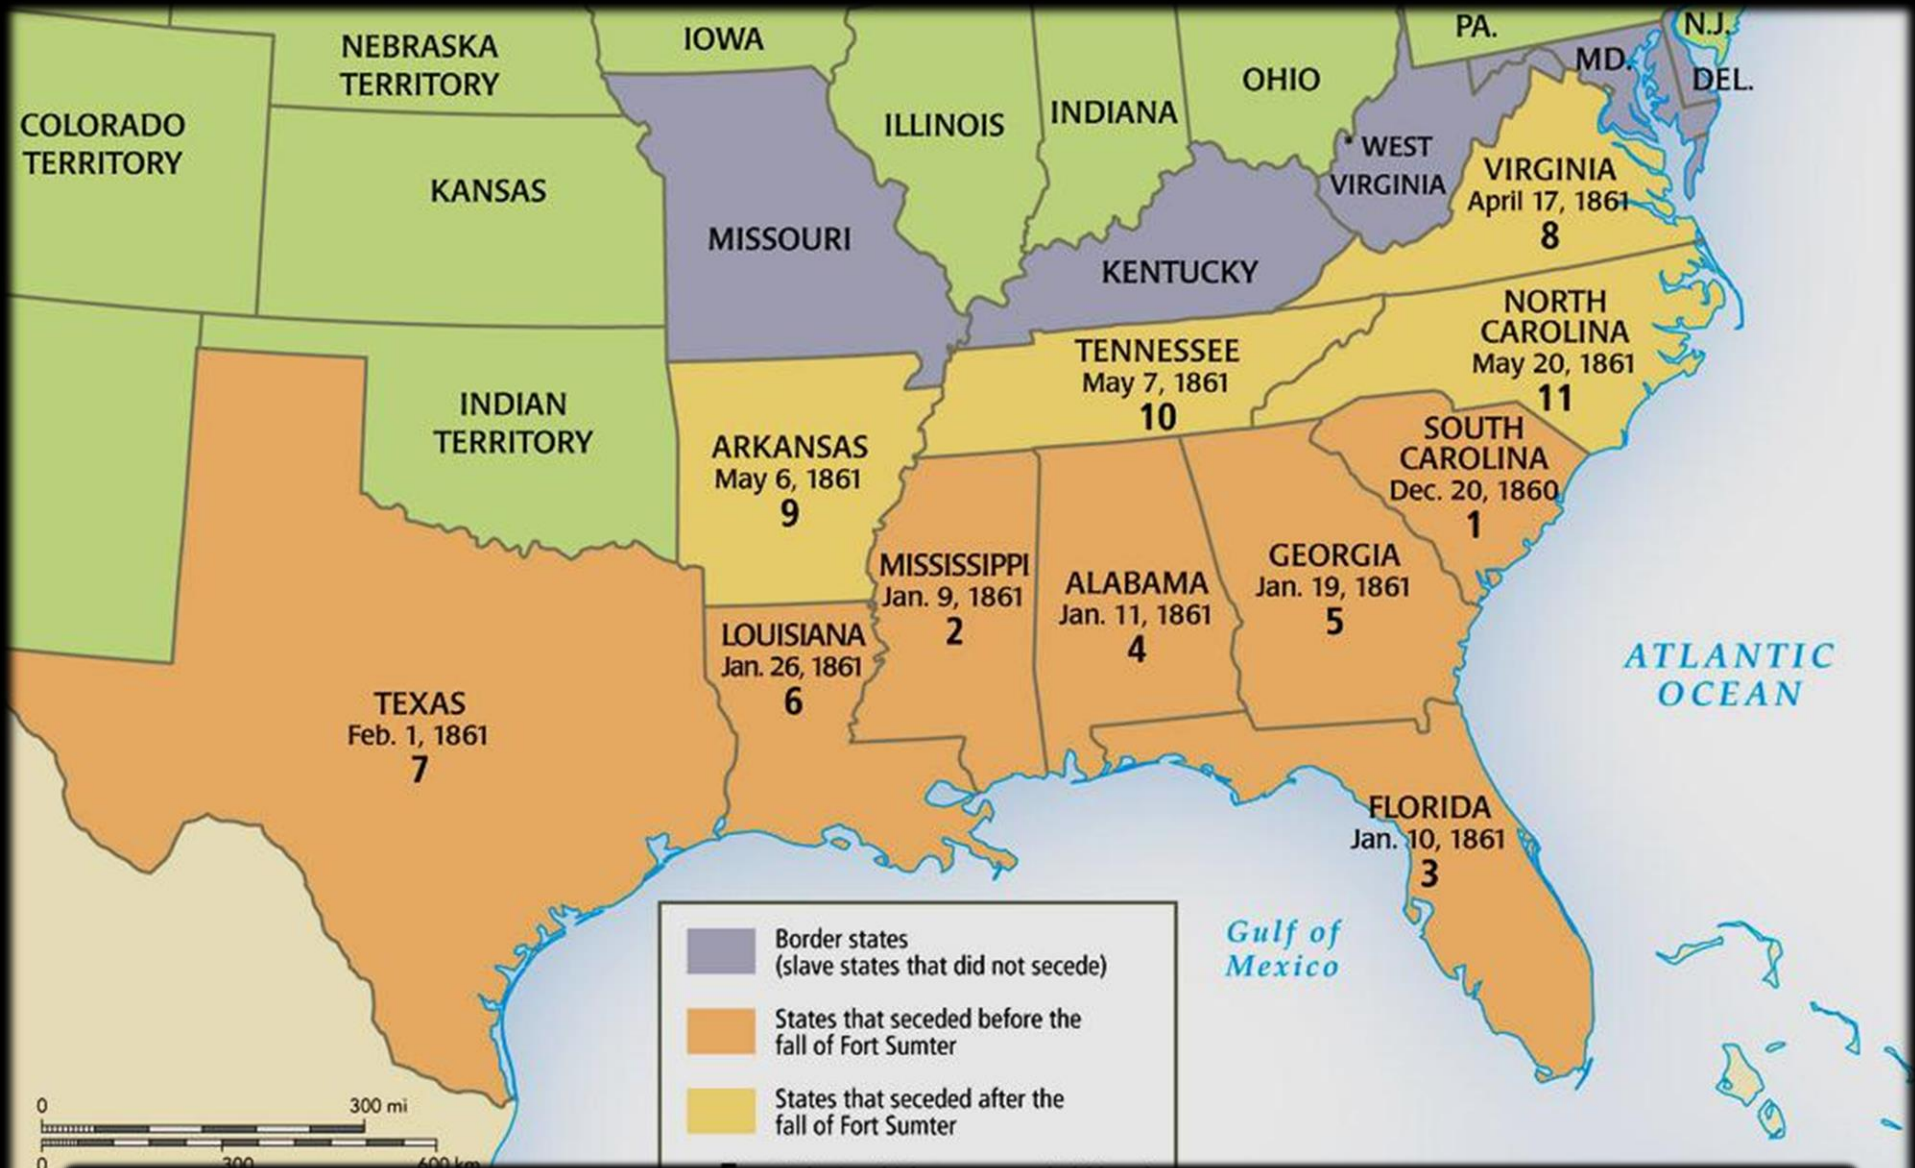 NEBRASKA
TERRITORY
IOWA
COLORADO
TERRITORY
KANSAS
MISSOURI
ILLINOIS
INDIANA
OHIO
PA.
N.J.
MD.
DEL.
WEST
VIRGINIA
VIRGINIA
April 17, 1861
8
KENTUCKY
NORTH
CAROLINA
May 20, 1861
11
TENNESSEE
May 7, 1861
10
INDIAN
TERRITORY
ARKANSAS
May 6, 1861
9
SOUTH
CAROLINA
Dec. 20, 1860
1
MISSISSIPPI
Jan. 9, 1861
2
ALABAMA
Jan. 11, 1861
4
GEORGIA
Jan. 19, 1861
5
LOUISIANA
Jan. 26, 1861
6
TEXAS
Feb. 1, 1861
7
FLORIDA
Jan. 10, 1861
3
ATLANTIC
OCEAN
Gulf of
Mexico
Border states
(slave states that did not secede)
States that seceded before the
fall of Fort Sumter
States that seceded after the
fall of Fort Sumter
0 300 mi
0 300 600 km